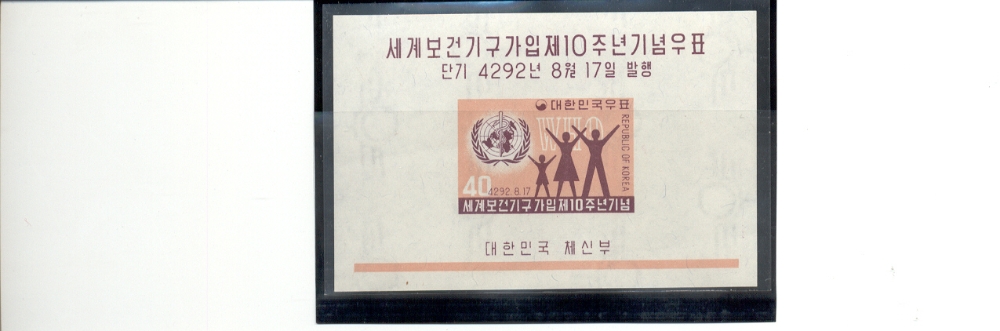 세계보건기구가입제10주년기념우표
단기 4292년 8월 17일 발행
대한민국우표
WHO
REPUBLIC OF KOREA
40
4292.8.17
세계보건기구가입제10주년기념
대한민국 체신부